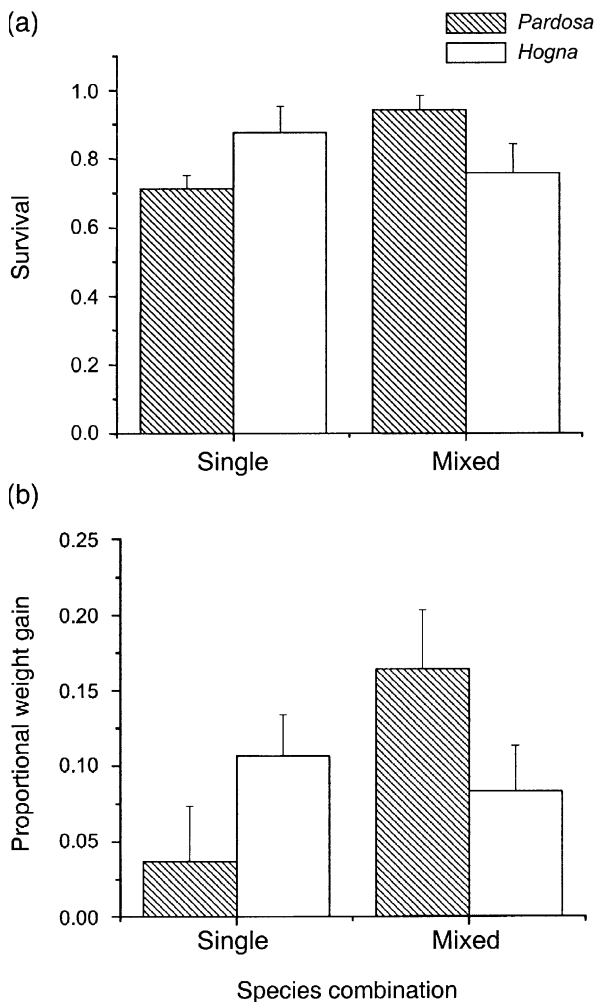 (a)
Pardosa
Hogna
1.0
0.8
0.6
0.4
0.2
0.0
Survival
Single Mixed
(b)
0.25
0.20
0.15
0.10
0.05
0.00
Proportional weight gain
Single Mixed
Species combination